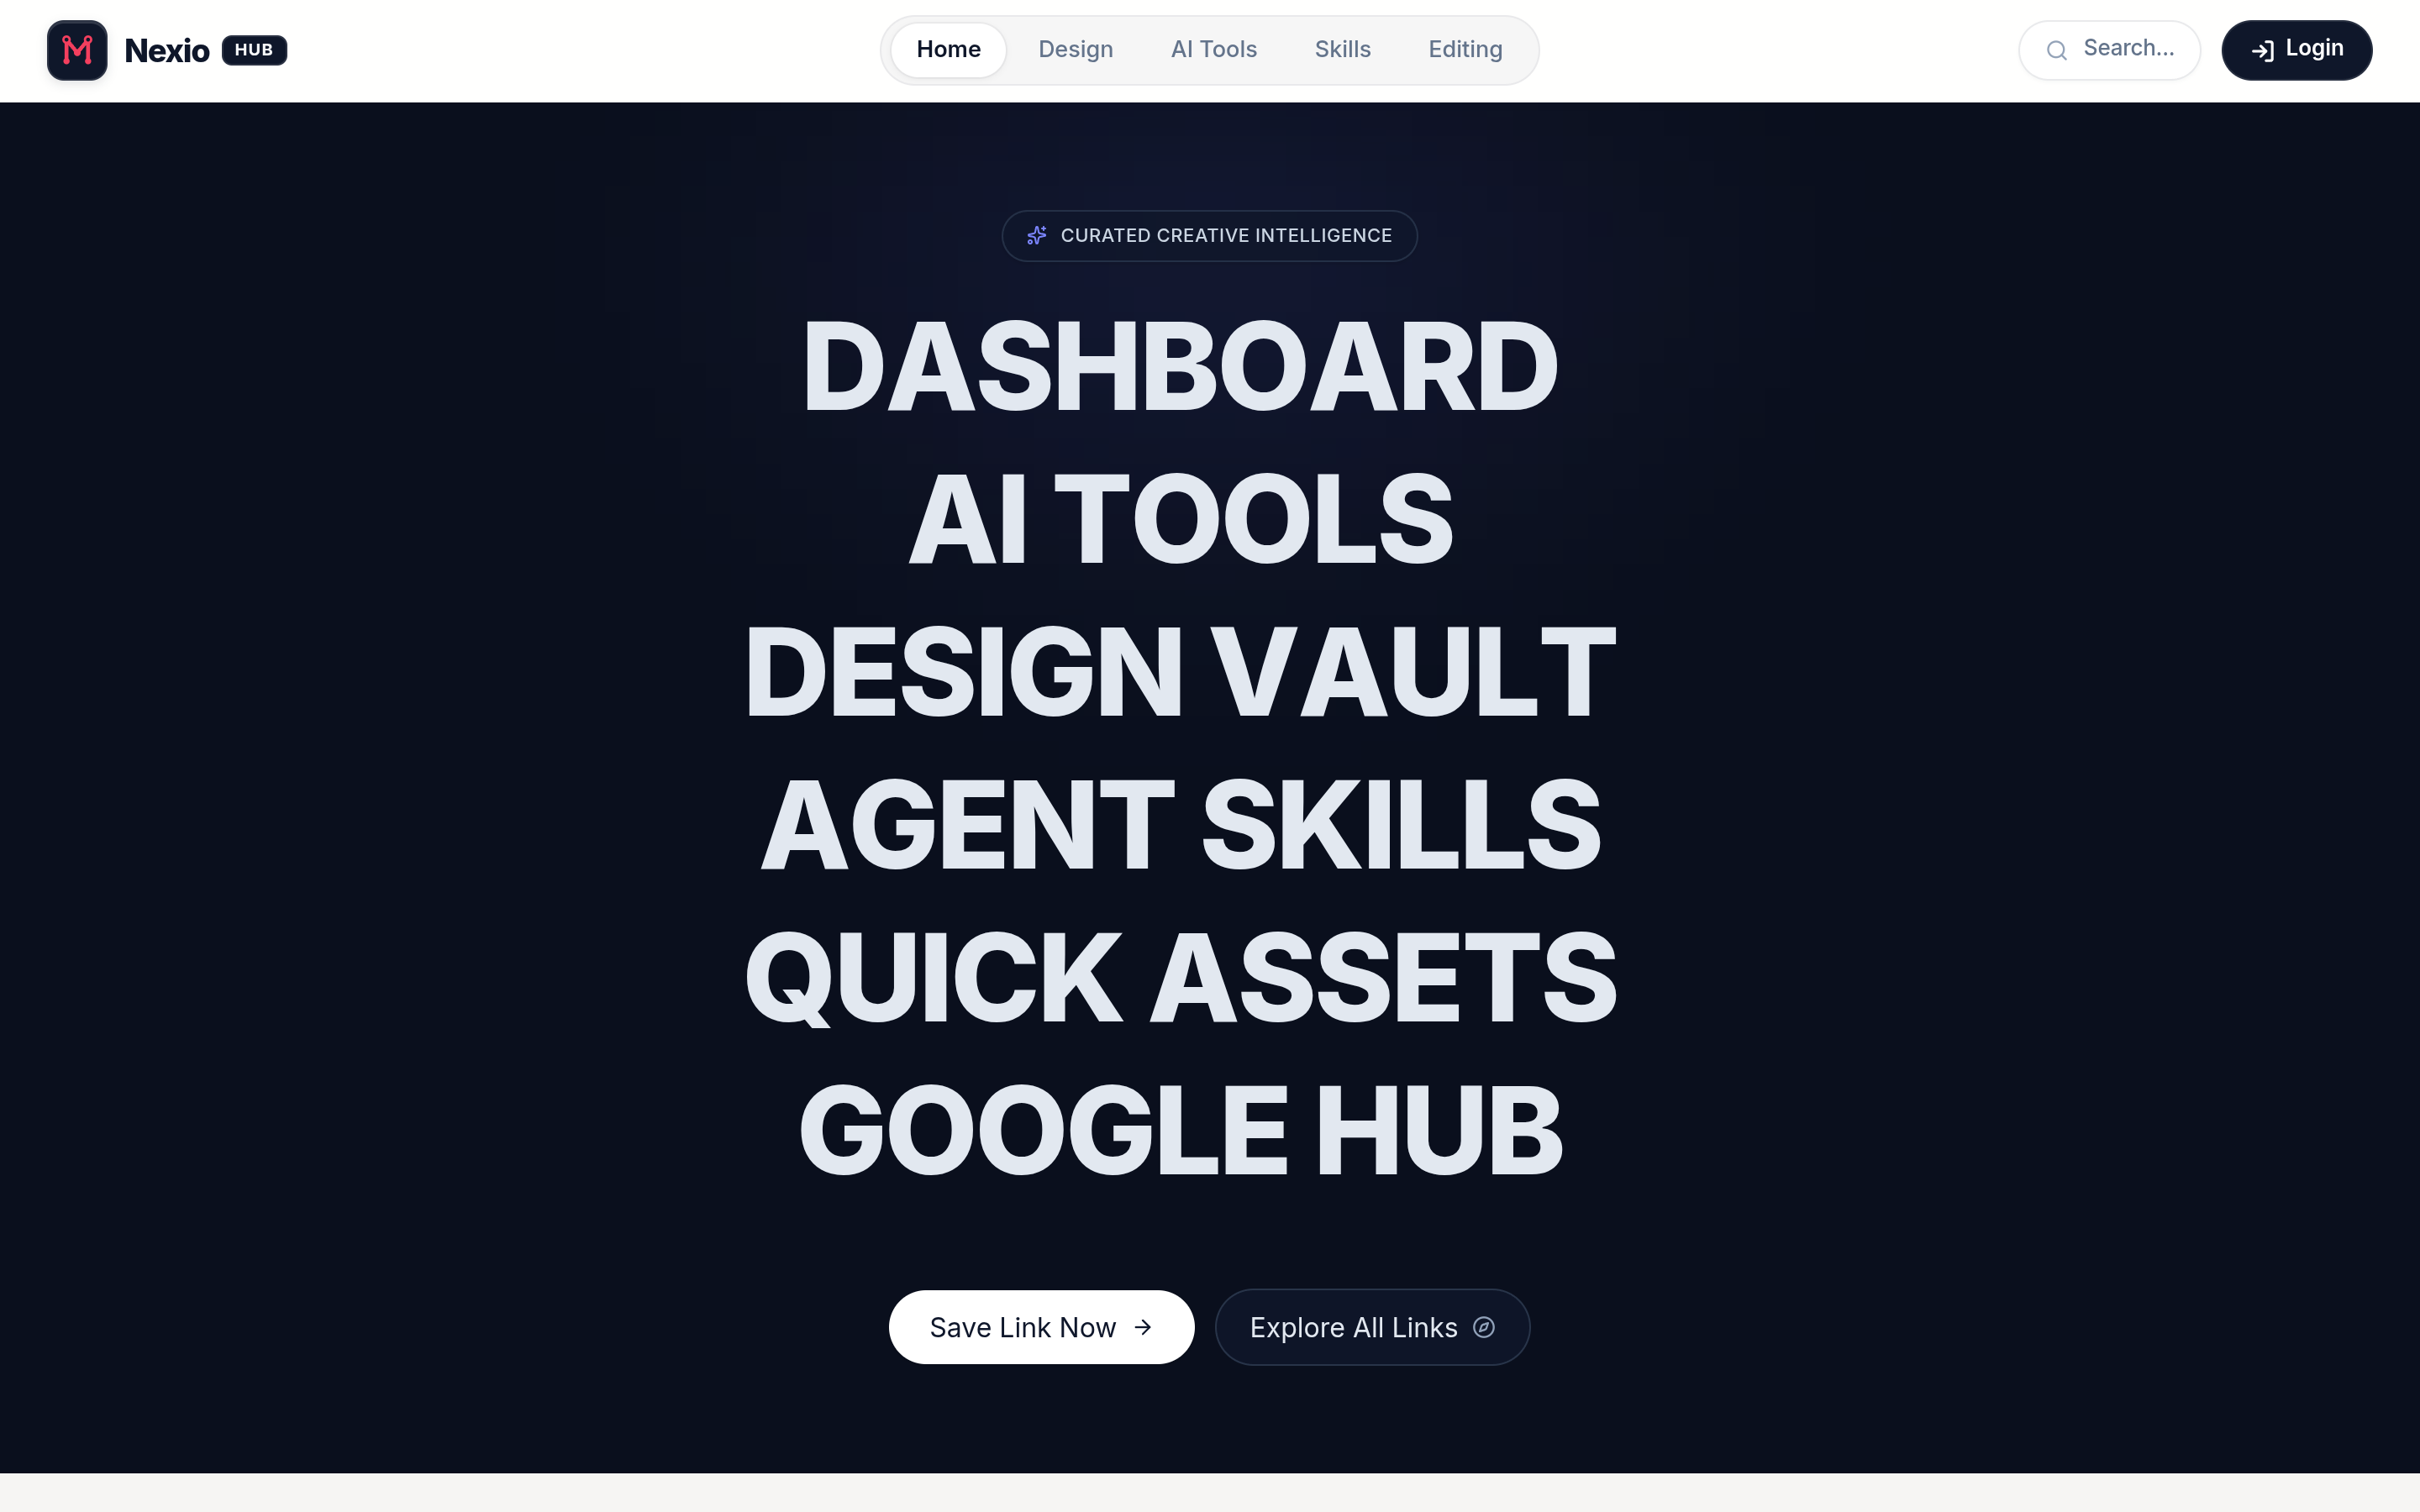 Nexio HUB
Home Design AI Tools Skills Editing
Search... Login
CURATED CREATIVE INTELLIGENCE
DASHBOARD
AI TOOLS
DESIGN VAULT
AGENT SKILLS
QUICK ASSETS
GOOGLE HUB
Save Link Now Explore All Links